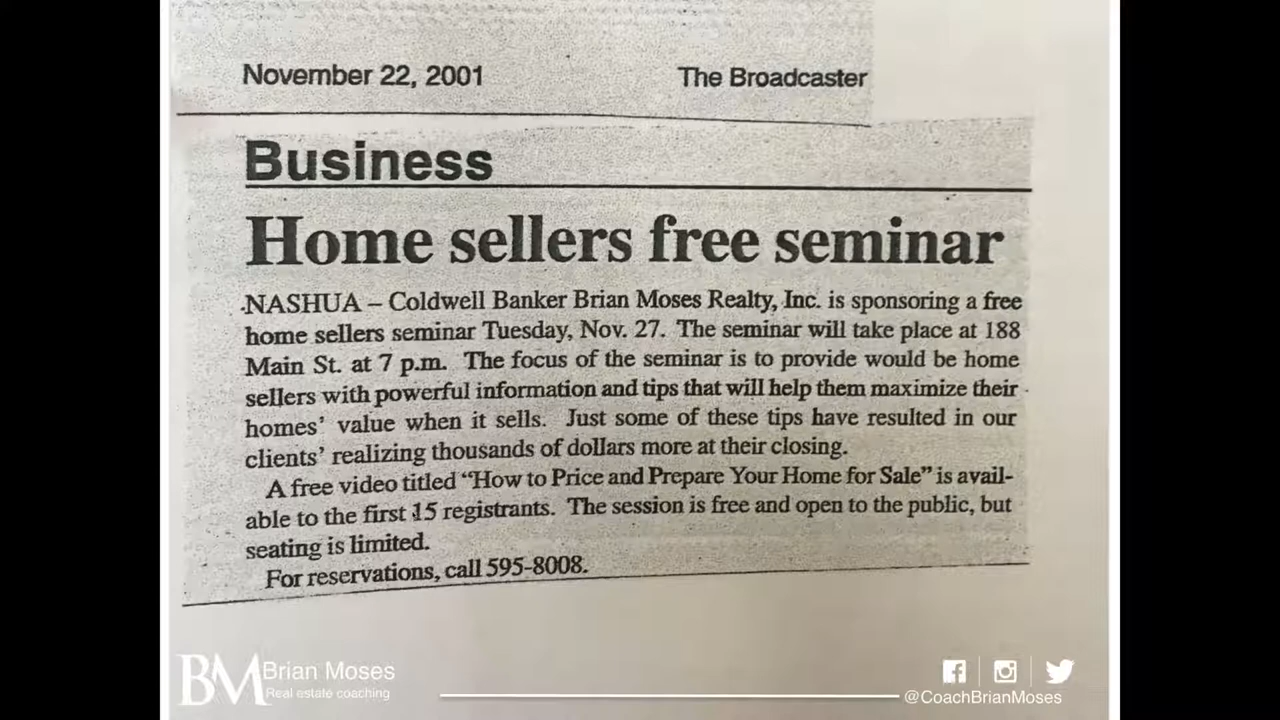 November 22, 2001 The Broadcaster
Business
Home sellers free seminar
NASHUA – Coldwell Banker Brian Moses Realty, Inc. is sponsoring a free
home sellers seminar Tuesday, Nov. 27. The seminar will take place at 188
Main St. at 7 p.m. The focus of the seminar is to provide would be home
sellers with powerful information and tips that will help them maximize their
homes’ value when it sells. Just some of these tips have resulted in our
clients’ realizing thousands of dollars more at their closing.
A free video titled “How to Price and Prepare Your Home for Sale” is avail-
able to the first 15 registrants. The session is free and open to the public, but
seating is limited.
For reservations, call 595-8008.
BM Brian Moses
Real estate coaching
@CoachBrianMoses